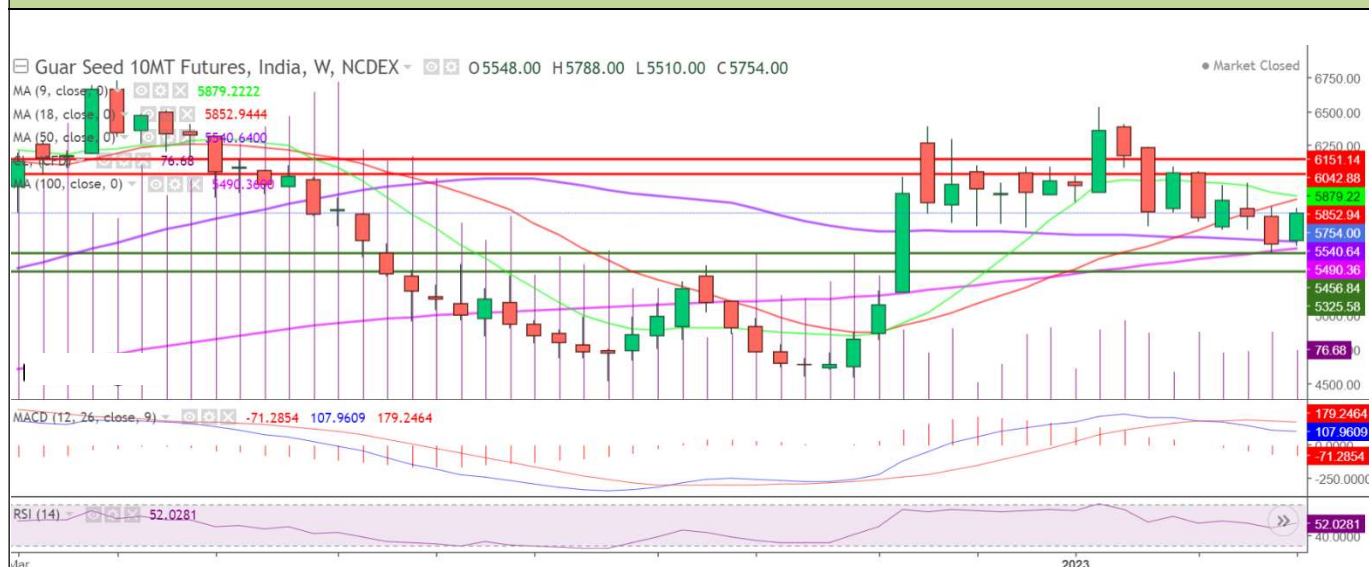 Guar Seed 10MT Futures, India, W, NCDEX O5548.00 H5788.00 L5510.00 C5754.00
Market Closed
MA (9, close, 0) 5879.2222
MA (18, close, 0) 5852.9444
MA (50, close, 0) 5540.6400
76.68
MA (100, close, 0) 5490.3600
6750.00
6500.00
6250.00
6151.14
6042.88
5879.22
5852.94
5754.00
5540.64
5490.36
5456.84
5325.58
5000.00
76.68
4500.00
MACD (12, 26, close, 9) -71.2854 107.9609 179.2464
179.2464
107.9609
0.0000
-71.2854
-250.0000
RSI (14) 52.0281
52.0281
40.0000
Mar
2023